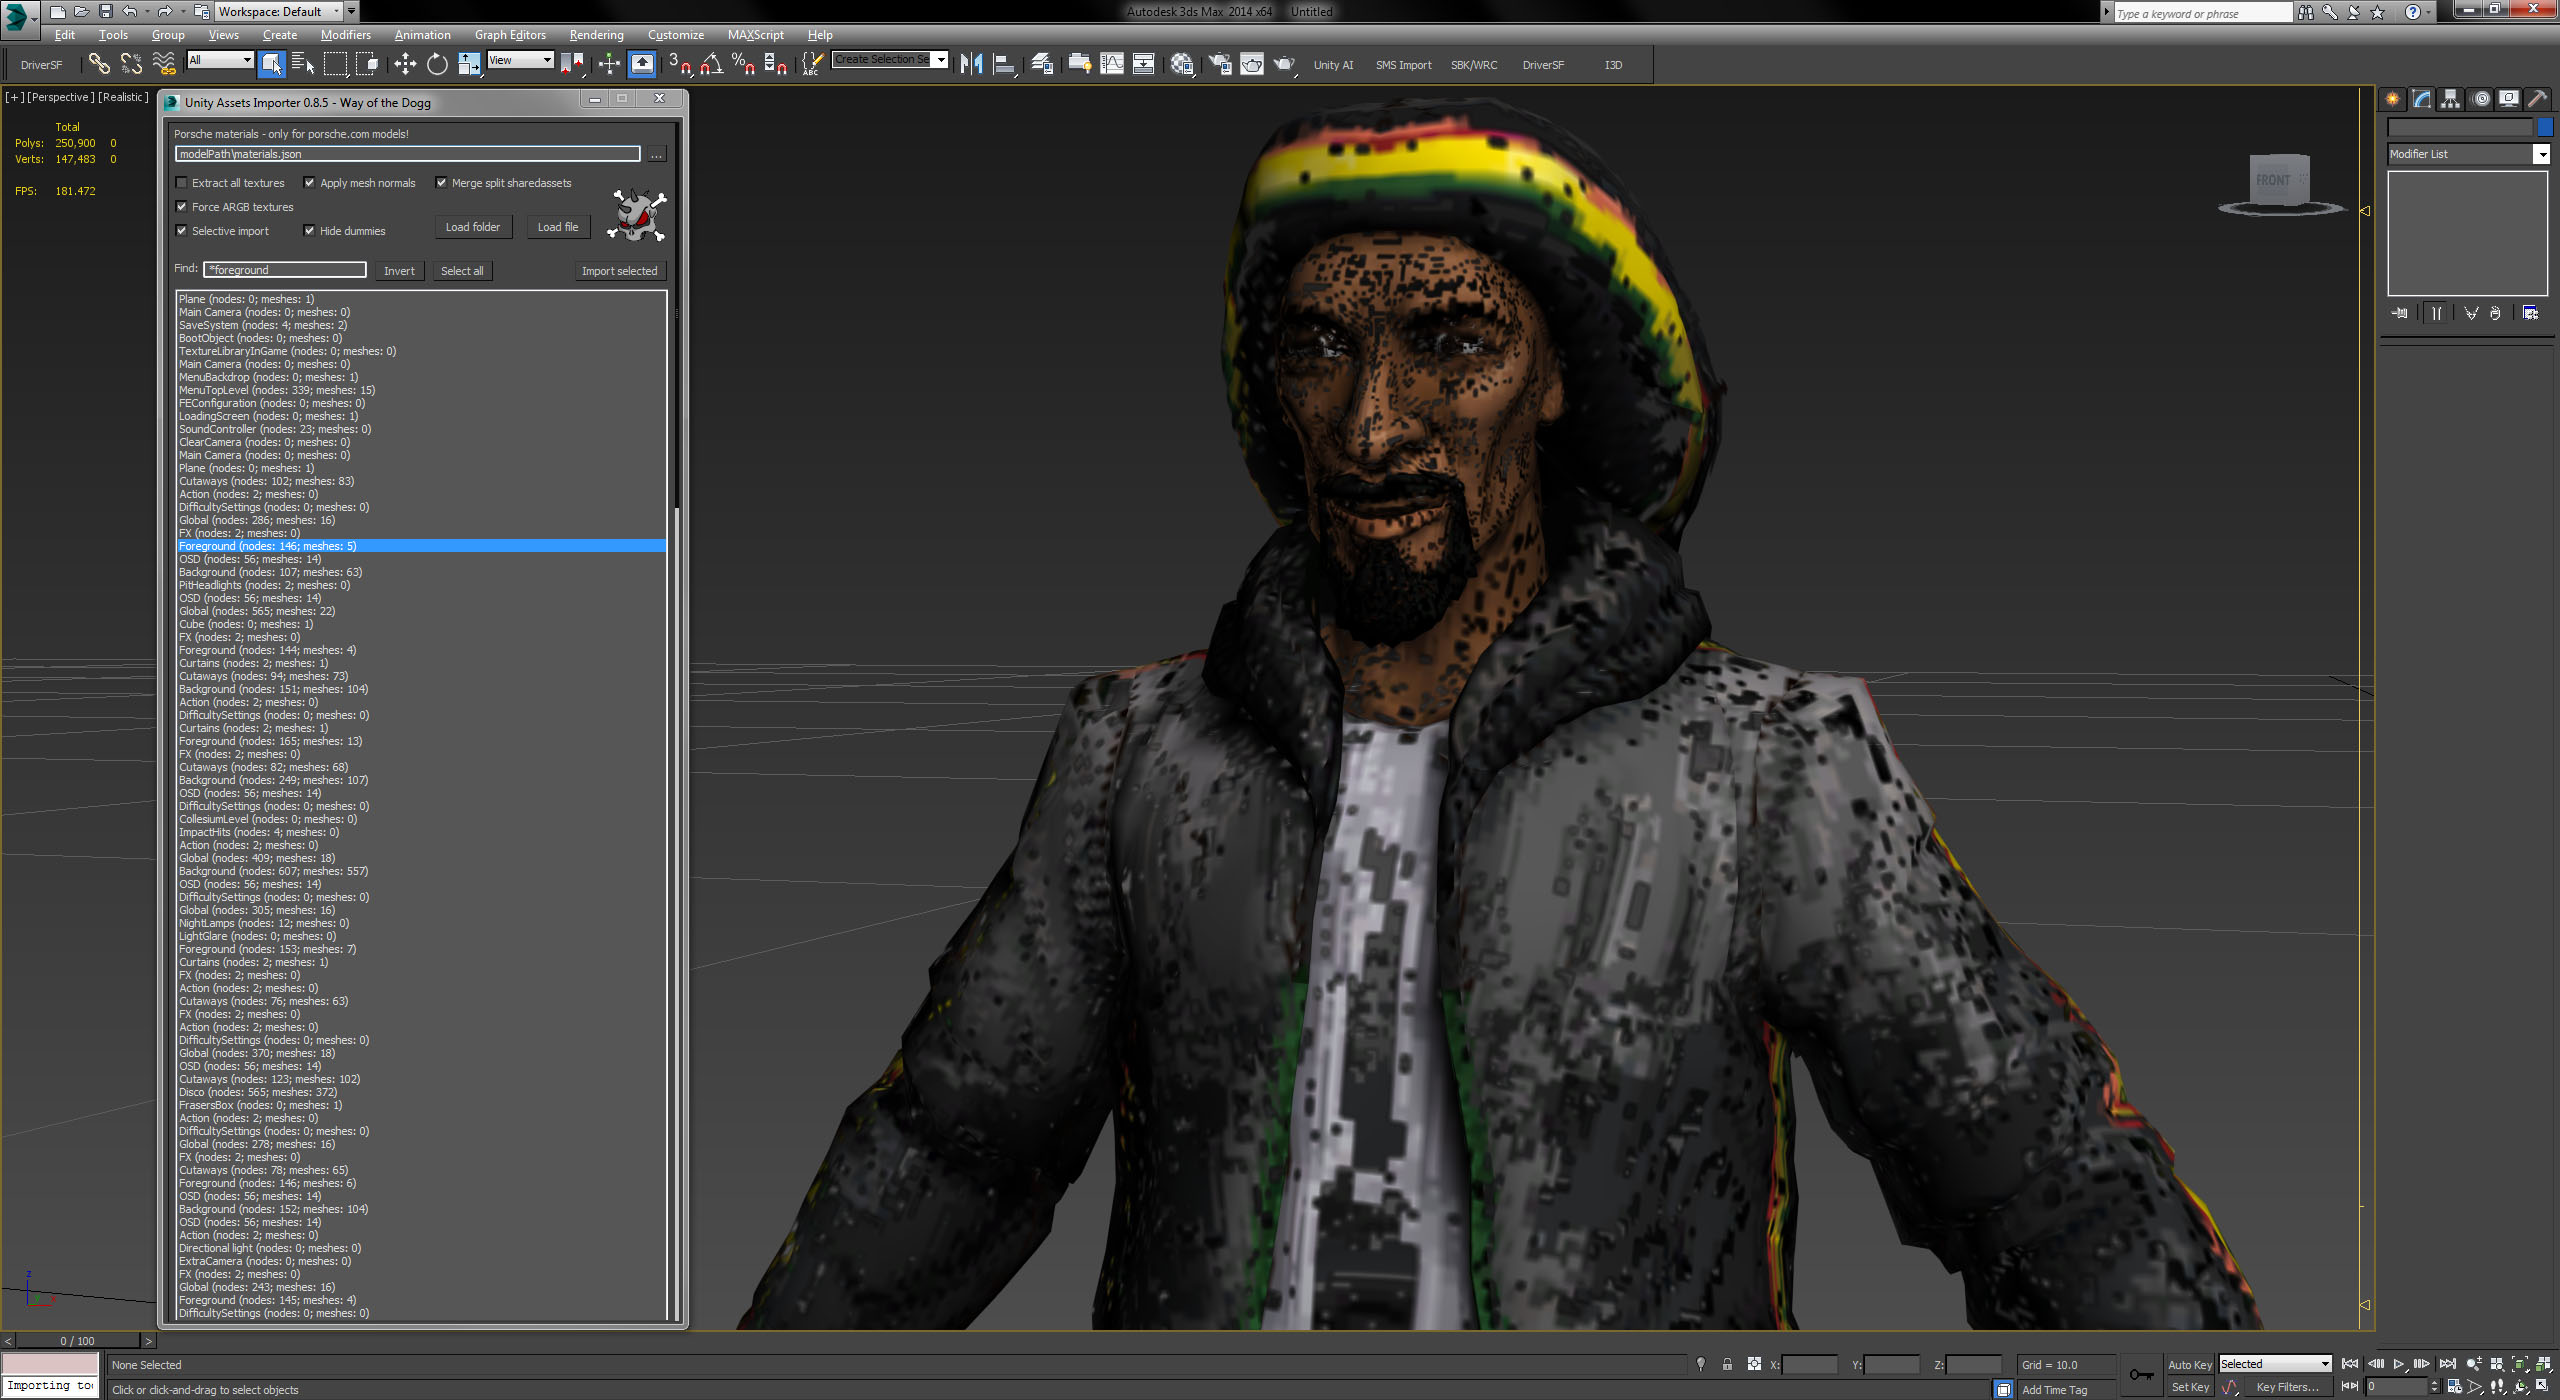 Workspace: Default
Autodesk 3ds Max 2014 x64 Untitled
Type a keyword or phrase
Edit Tools Group Views Create Modifiers Animation Graph Editors Rendering Customize MAXScript Help
DriverSF All View Create Selection Se Unity AI SMS Import SBK/WRC DriverSF I3D
[+] [Perspective] [Realistic]
Total
Polys: 250,900 0
Verts: 147,483 0
FPS: 181.472
Unity Assets Importer 0.8.5 - Way of the Dogg
Porsche materials - only for porsche.com models!
modelPath\materials.json ...
Extract all textures Apply mesh normals Merge split sharedassets
Force ARGB textures
Selective import Hide dummies Load folder Load file
Find: *foreground Invert Select all Import selected
Plane (nodes: 0; meshes: 1)
Main Camera (nodes: 0; meshes: 0)
SaveSystem (nodes: 4; meshes: 2)
BootObject (nodes: 0; meshes: 0)
TextureLibraryInGame (nodes: 0; meshes: 0)
Main Camera (nodes: 0; meshes: 0)
MenuBackdrop (nodes: 0; meshes: 1)
MenuTopLevel (nodes: 339; meshes: 15)
FEConfiguration (nodes: 0; meshes: 0)
LoadingScreen (nodes: 0; meshes: 1)
SoundController (nodes: 23; meshes: 0)
ClearCamera (nodes: 0; meshes: 0)
Main Camera (nodes: 0; meshes: 0)
Plane (nodes: 0; meshes: 1)
Cutaways (nodes: 102; meshes: 83)
Action (nodes: 2; meshes: 0)
DifficultySettings (nodes: 0; meshes: 0)
Global (nodes: 286; meshes: 16)
FX (nodes: 2; meshes: 0)
Foreground (nodes: 146; meshes: 5)
OSD (nodes: 56; meshes: 14)
Background (nodes: 107; meshes: 63)
PitHeadlights (nodes: 2; meshes: 0)
OSD (nodes: 56; meshes: 14)
Global (nodes: 565; meshes: 22)
Cube (nodes: 0; meshes: 1)
FX (nodes: 2; meshes: 0)
Foreground (nodes: 144; meshes: 4)
Curtains (nodes: 2; meshes: 1)
Cutaways (nodes: 94; meshes: 73)
Background (nodes: 151; meshes: 104)
Action (nodes: 2; meshes: 0)
DifficultySettings (nodes: 0; meshes: 0)
Curtains (nodes: 2; meshes: 1)
Foreground (nodes: 165; meshes: 13)
FX (nodes: 2; meshes: 0)
Cutaways (nodes: 82; meshes: 68)
Background (nodes: 249; meshes: 107)
OSD (nodes: 56; meshes: 14)
DifficultySettings (nodes: 0; meshes: 0)
CollesiumLevel (nodes: 0; meshes: 0)
ImpactHits (nodes: 4; meshes: 0)
Action (nodes: 2; meshes: 0)
Global (nodes: 409; meshes: 18)
Background (nodes: 607; meshes: 557)
OSD (nodes: 56; meshes: 14)
DifficultySettings (nodes: 0; meshes: 0)
Global (nodes: 305; meshes: 16)
NightLamps (nodes: 12; meshes: 0)
LightGlare (nodes: 0; meshes: 0)
Foreground (nodes: 153; meshes: 7)
Curtains (nodes: 2; meshes: 1)
FX (nodes: 2; meshes: 0)
Action (nodes: 2; meshes: 0)
Cutaways (nodes: 76; meshes: 63)
FX (nodes: 2; meshes: 0)
Action (nodes: 2; meshes: 0)
DifficultySettings (nodes: 0; meshes: 0)
Global (nodes: 370; meshes: 18)
OSD (nodes: 56; meshes: 14)
Cutaways (nodes: 123; meshes: 102)
Disco (nodes: 565; meshes: 372)
FrasersBox (nodes: 0; meshes: 1)
Action (nodes: 2; meshes: 0)
DifficultySettings (nodes: 0; meshes: 0)
Global (nodes: 278; meshes: 16)
FX (nodes: 2; meshes: 0)
Cutaways (nodes: 78; meshes: 65)
Foreground (nodes: 146; meshes: 6)
OSD (nodes: 56; meshes: 14)
Background (nodes: 152; meshes: 104)
OSD (nodes: 56; meshes: 14)
Action (nodes: 2; meshes: 0)
Directional light (nodes: 0; meshes: 0)
ExtraCamera (nodes: 0; meshes: 0)
FX (nodes: 2; meshes: 0)
Global (nodes: 243; meshes: 16)
Foreground (nodes: 145; meshes: 4)
DifficultySettings (nodes: 0; meshes: 0)
FRONT
Modifier List
z
0 / 100
None Selected X: Y: Z: Grid = 10.0 Auto Key Selected
Importing to
Click or click-and-drag to select objects Add Time Tag Set Key Key Filters... 0